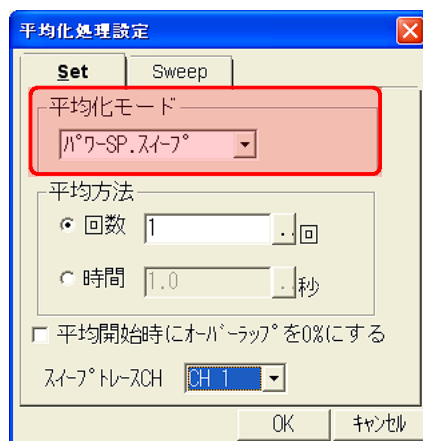 平均化処理設定
Set Sweep
平均化モード
ﾊﾟﾜｰSP.ｽｲｰﾌﾟ
平均方法
回数 1 ..回
時間 1.0 ..秒
平均開始時にｵｰﾊﾞｰﾗｯﾌﾟを0%にする
ｽｲｰﾌﾟﾄﾚｰｽCH CH 1
OK ｷｬﾝｾﾙ